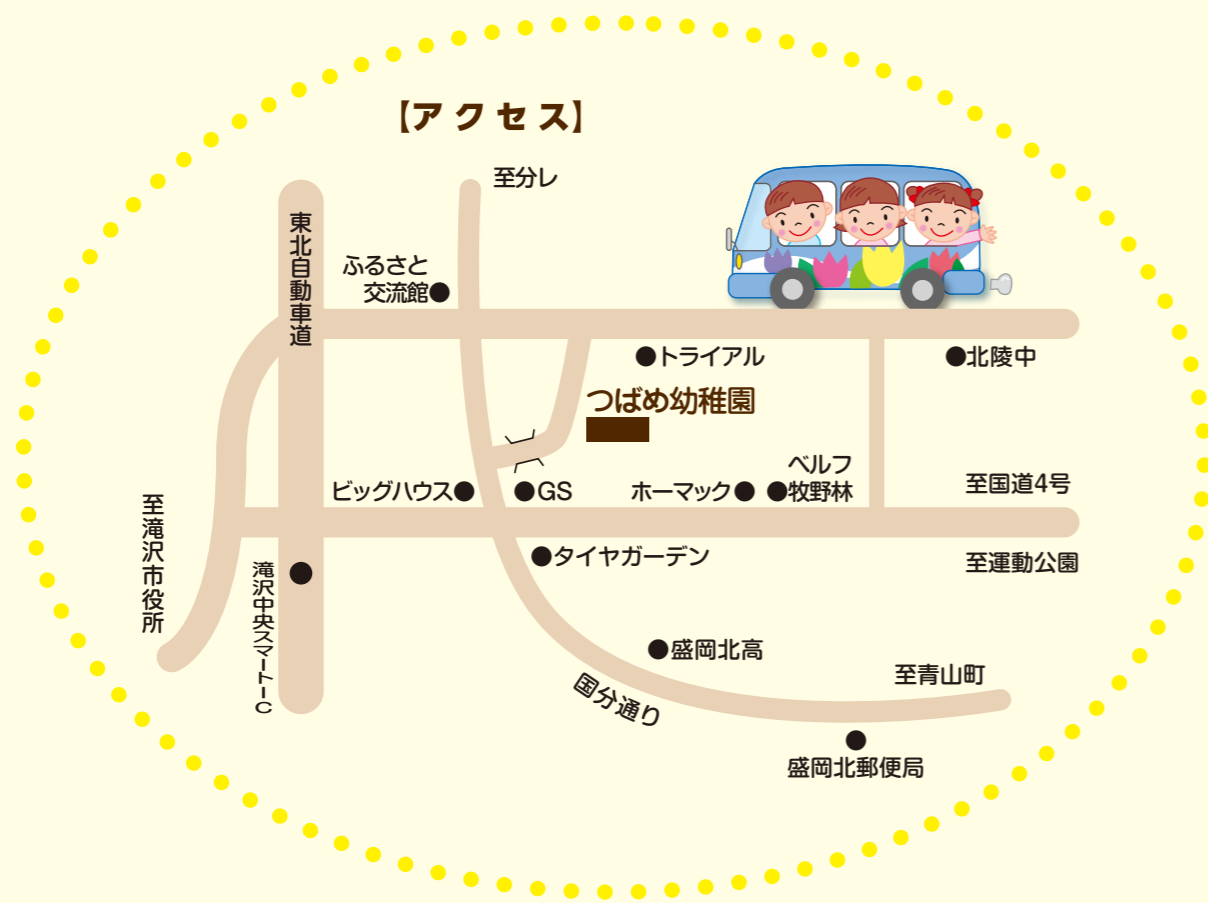 【アクセス】
至分レ
東北自動車道
ふるさと
交流館
トライアル
北陵中
つばめ幼稚園
ベルフ
牧野林
ビッグハウス
GS
ホーマック
至国道4号
至滝沢市役所
タイヤガーデン
至運動公園
滝沢中央スマートIC
盛岡北高
至青山町
国分通り
盛岡北郵便局